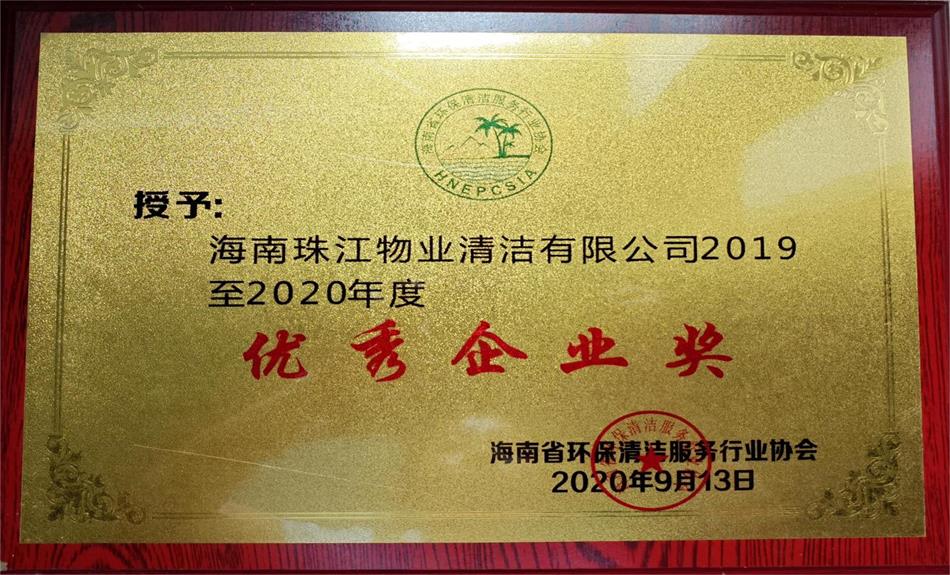 海南省环保清洁服务行业协会
HNEPCSIA
授予:
海南珠江物业清洁有限公司2019
至2020年度
优秀企业奖
海南省环保清洁服务行业协会
2020年9月13日